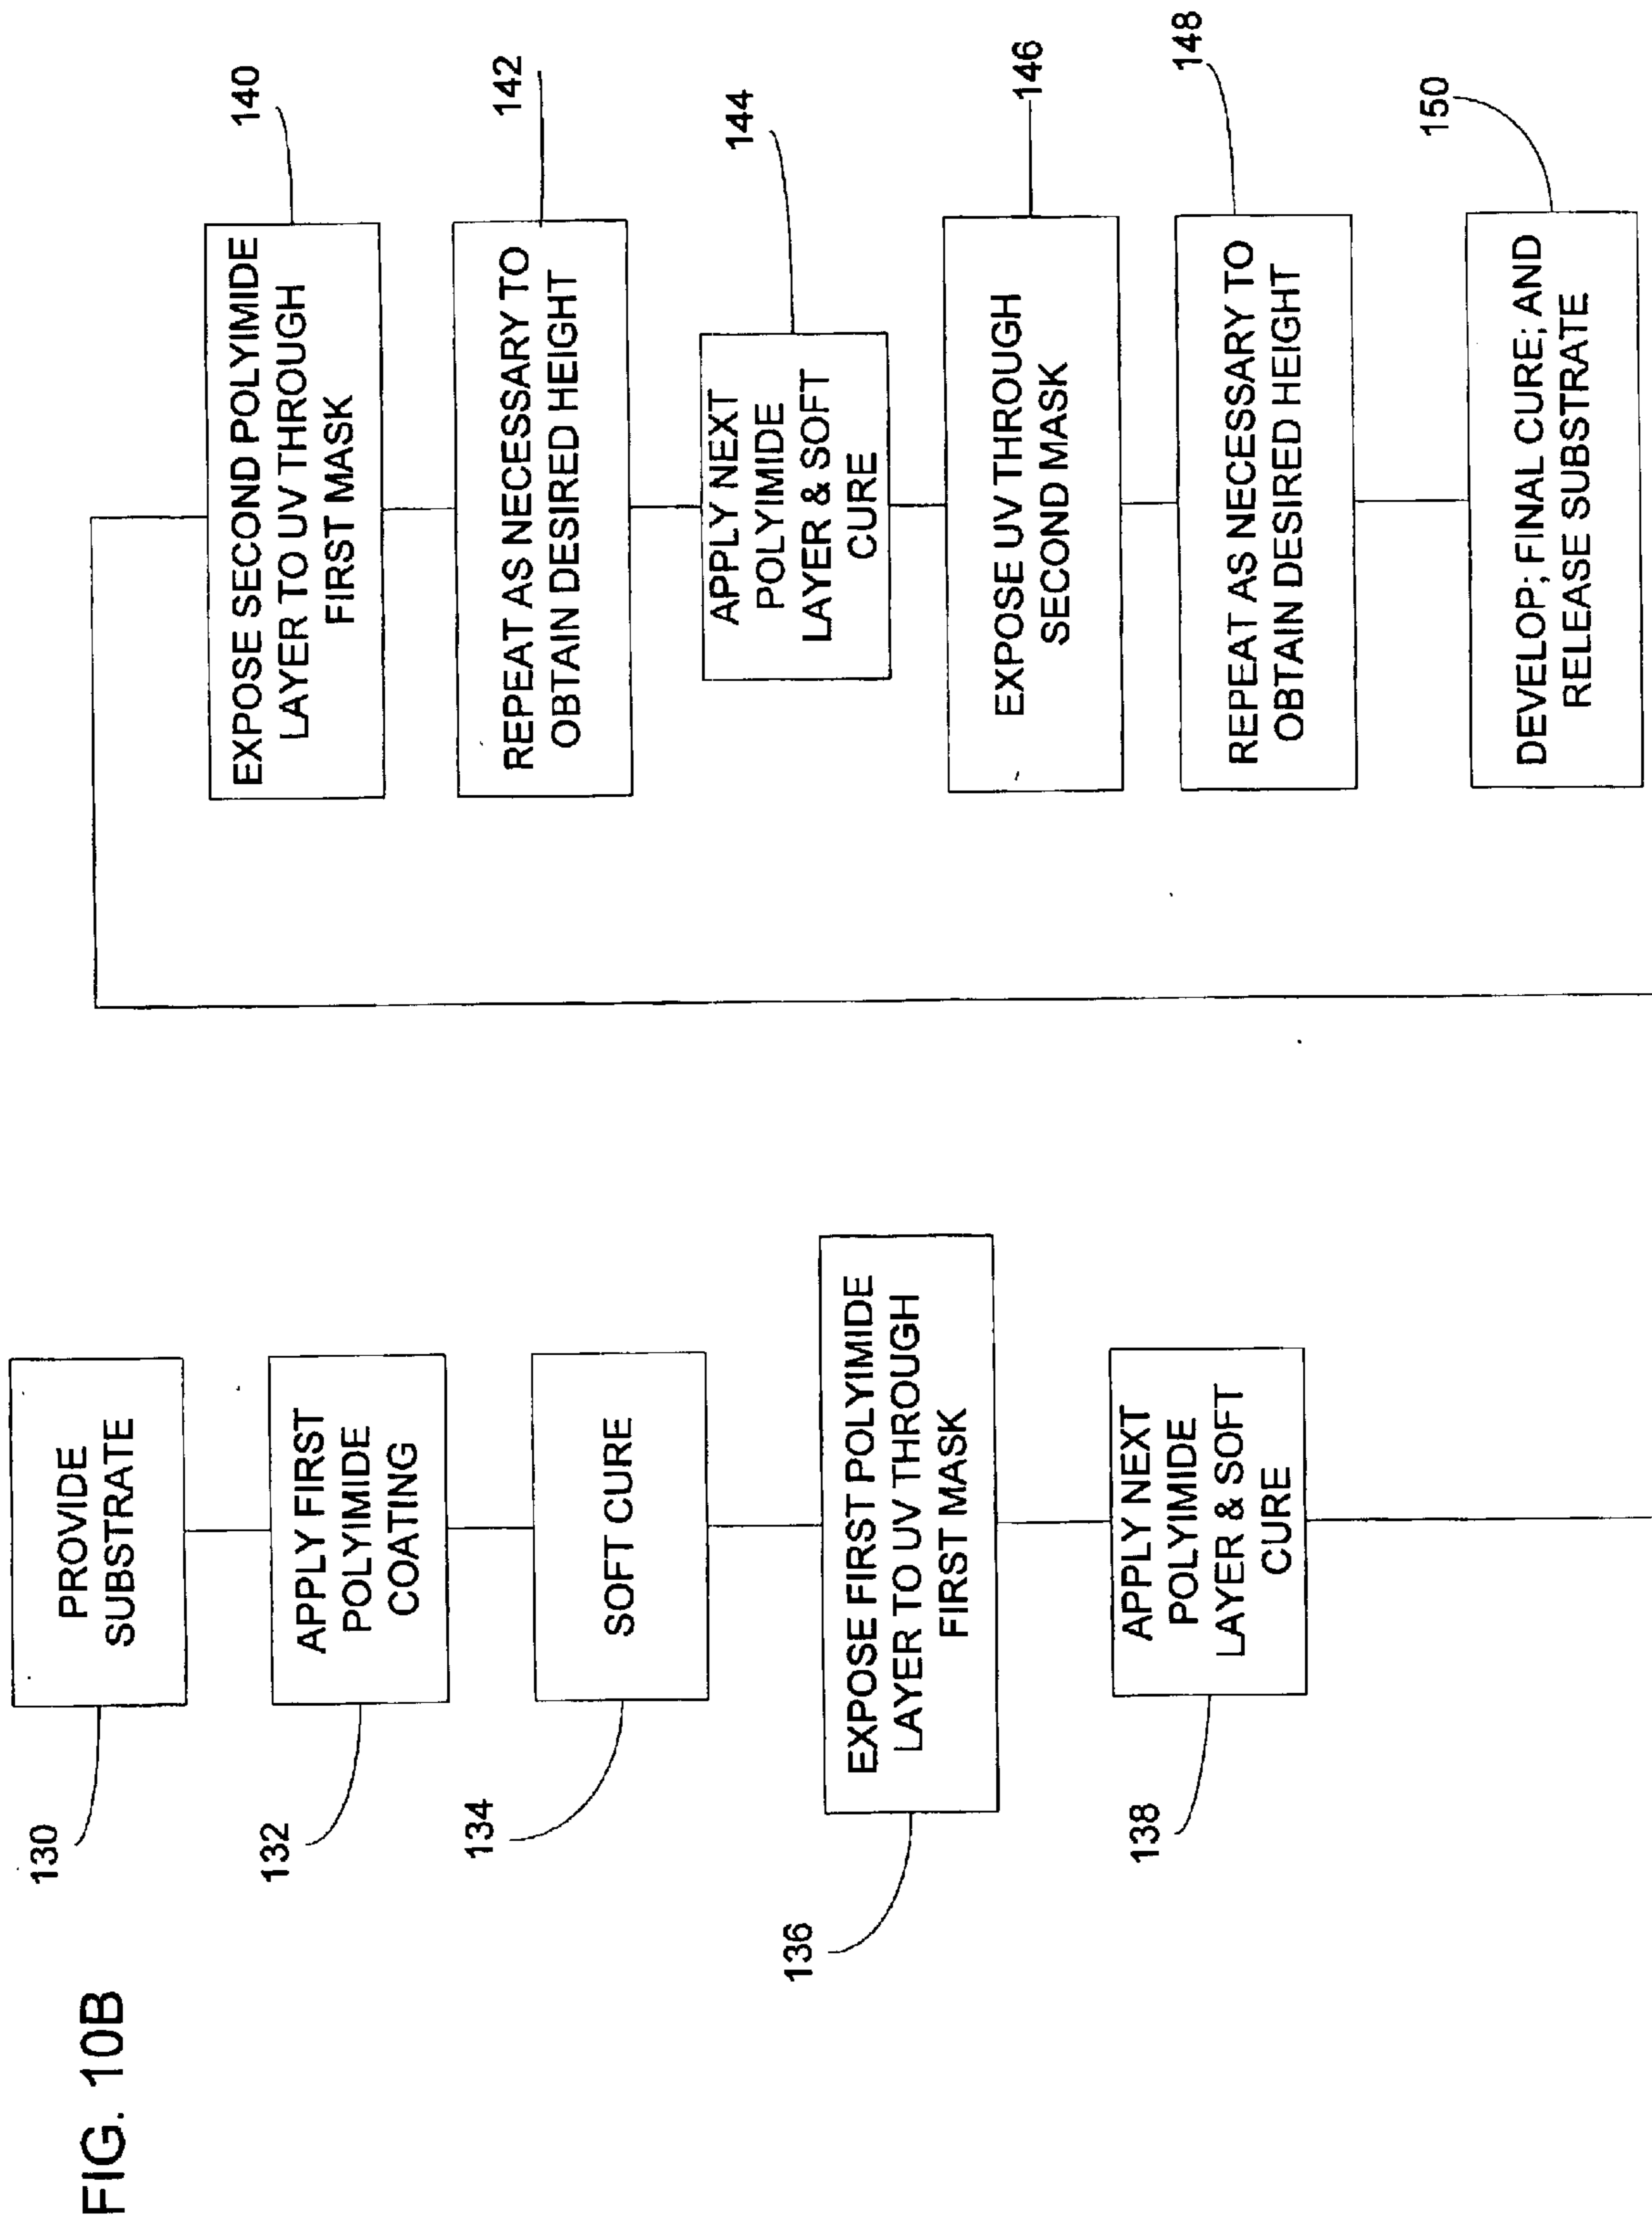 FIG. 10B
130
PROVIDE
SUBSTRATE
132
APPLY FIRST
POLYIMIDE
COATING
134
SOFT CURE
136
EXPOSE FIRST POLYIMIDE
LAYER TO UV THROUGH
FIRST MASK
138
APPLY NEXT
POLYIMIDE
LAYER & SOFT
CURE
140
EXPOSE SECOND POLYIMIDE
LAYER TO UV THROUGH
FIRST MASK
142
REPEAT AS NECESSARY TO
OBTAIN DESIRED HEIGHT
144
APPLY NEXT
POLYIMIDE
LAYER & SOFT
CURE
146
EXPOSE UV THROUGH
SECOND MASK
148
REPEAT AS NECESSARY TO
OBTAIN DESIRED HEIGHT
150
DEVELOP; FINAL CURE; AND
RELEASE SUBSTRATE